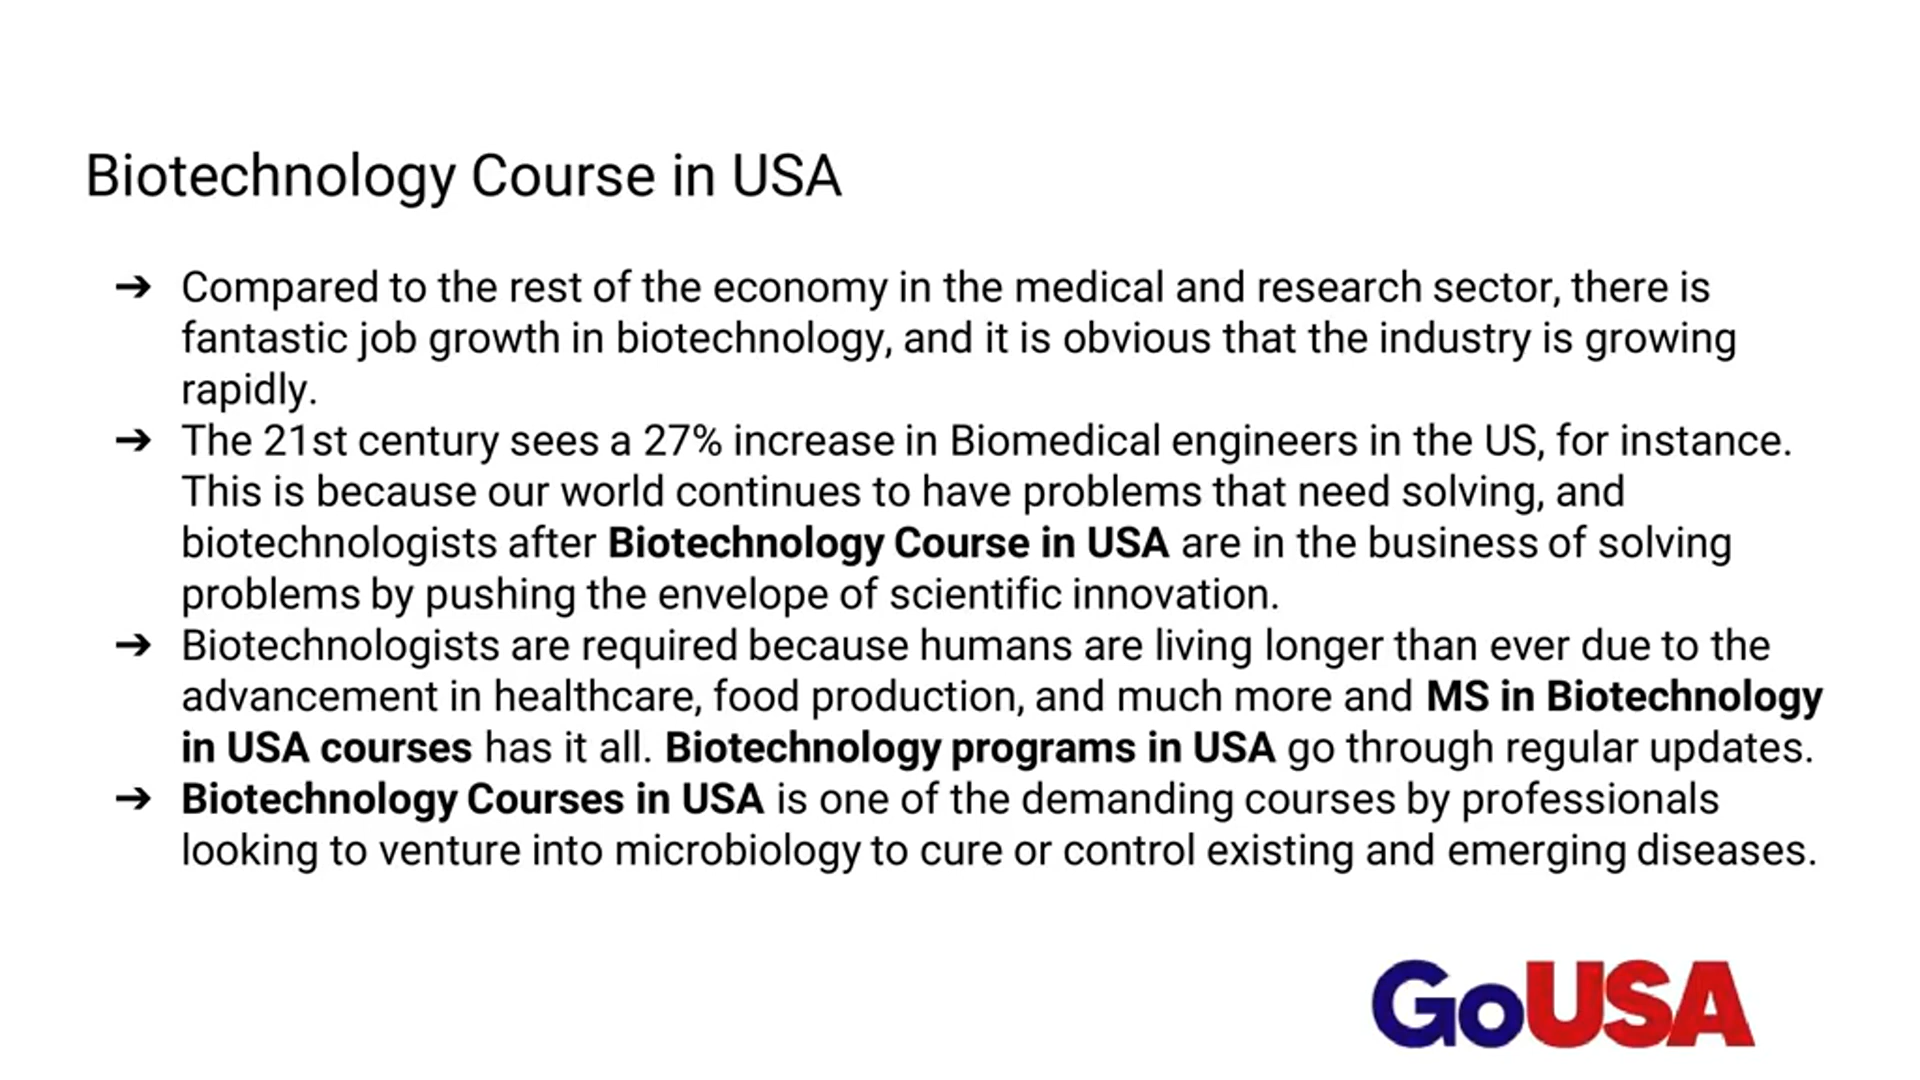 Biotechnology Course in USA
➔ Compared to the rest of the economy in the medical and research sector, there is
fantastic job growth in biotechnology, and it is obvious that the industry is growing
rapidly.
➔ The 21st century sees a 27% increase in Biomedical engineers in the US, for instance.
This is because our world continues to have problems that need solving, and
biotechnologists after Biotechnology Course in USA are in the business of solving
problems by pushing the envelope of scientific innovation.
➔ Biotechnologists are required because humans are living longer than ever due to the
advancement in healthcare, food production, and much more and MS in Biotechnology
in USA courses has it all. Biotechnology programs in USA go through regular updates.
➔ Biotechnology Courses in USA is one of the demanding courses by professionals
looking to venture into microbiology to cure or control existing and emerging diseases.
GoUSA